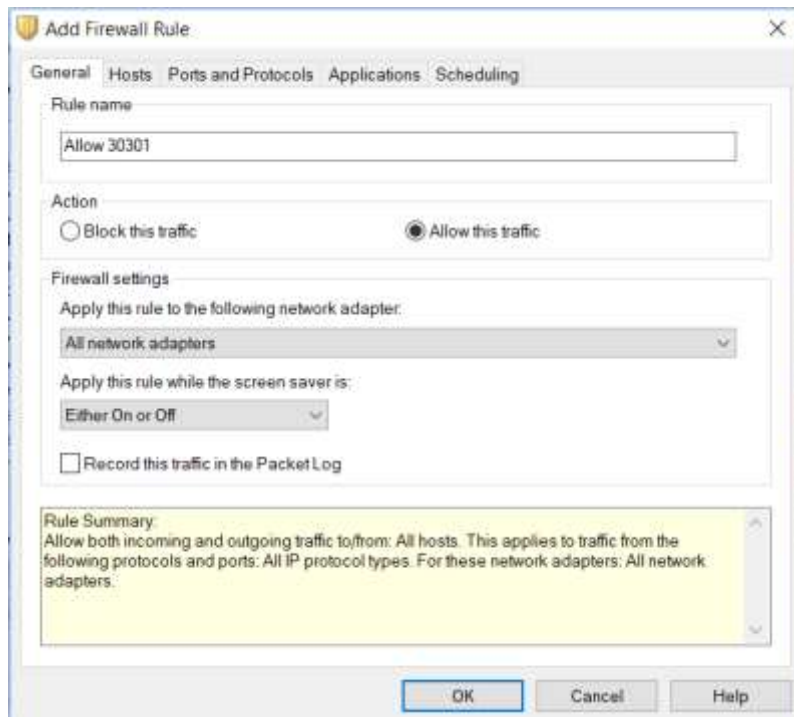 Add Firewall Rule
General Hosts Ports and Protocols Applications Scheduling
Rule name
Allow 30301
Action
Block this traffic Allow this traffic
Firewall settings
Apply this rule to the following network adapter:
All network adapters
Apply this rule while the screen saver is:
Either On or Off
Record this traffic in the Packet Log
Rule Summary:
Allow both incoming and outgoing traffic to/from: All hosts. This applies to traffic from the
following protocols and ports: All IP protocol types. For these network adapters: All network
adapters.
OK Cancel Help